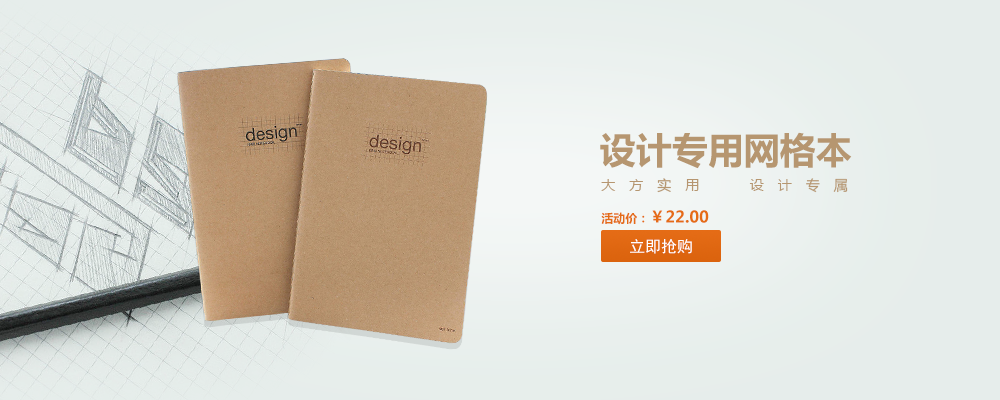 design
design
设计专用网格本
大方实用 设计专属
活动价：￥22.00
立即抢购